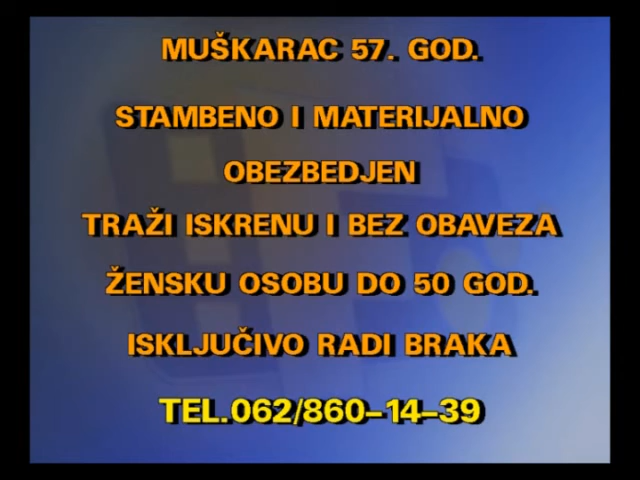 MUŠKARAC 57. GOD.
STAMBENO I MATERIJALNO
OBEZBEDJEN
TRAŽI ISKRENU I BEZ OBAVEZA
ŽENSKU OSOBU DO 50 GOD.
ISKLJUČIVO RADI BRAKA
TEL.062/860-14-39